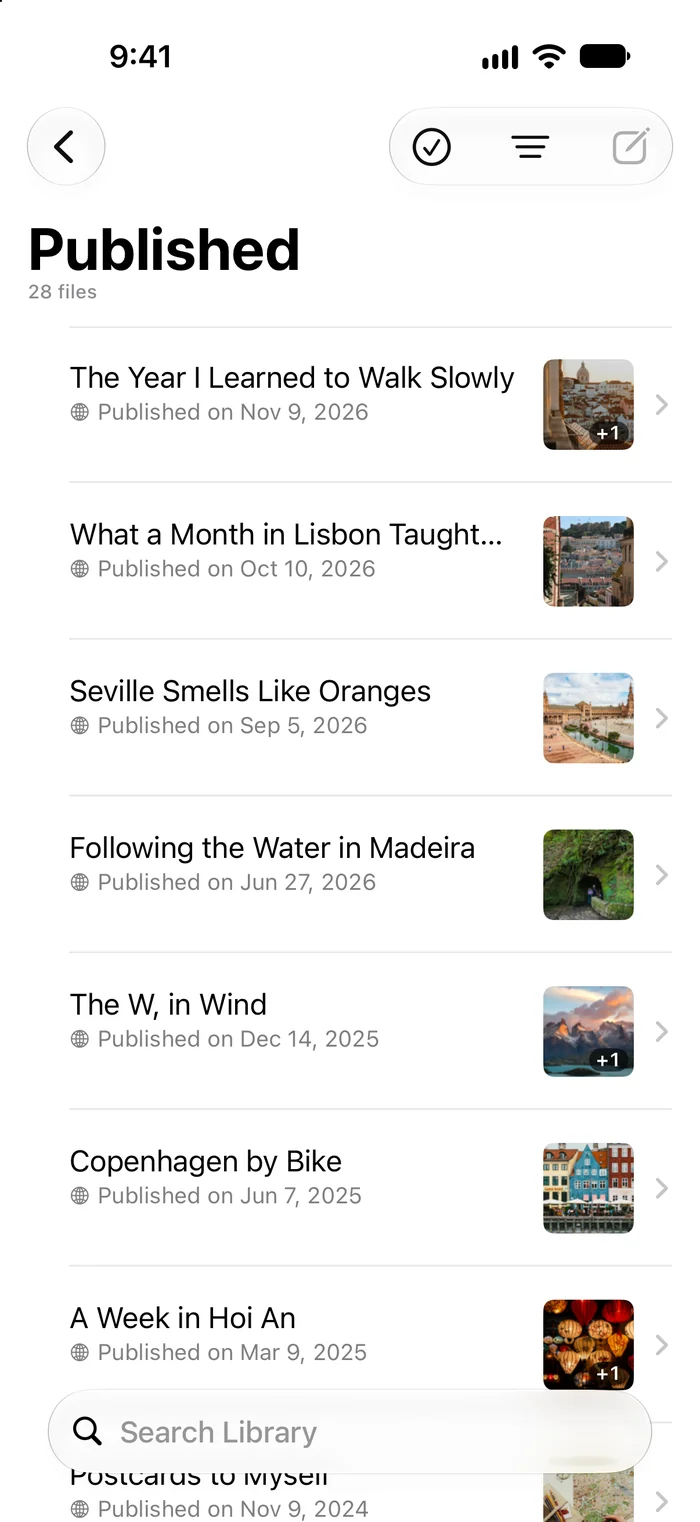 9:41
Published
28 files
The Year I Learned to Walk Slowly
Published on Nov 9, 2026
+1
What a Month in Lisbon Taught...
Published on Oct 10, 2026
Seville Smells Like Oranges
Published on Sep 5, 2026
Following the Water in Madeira
Published on Jun 27, 2026
The W, in Wind
Published on Dec 14, 2025
+1
Copenhagen by Bike
Published on Jun 7, 2025
A Week in Hoi An
Published on Mar 9, 2025
+1
Search Library
Postcards to Myself
Published on Nov 9, 2024